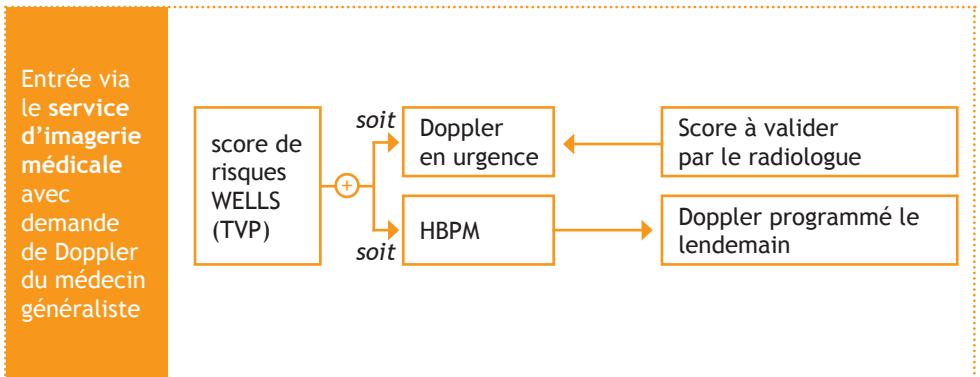 Entrée via
le service
d'imagerie
médicale
avec
demande
de Doppler
du médecin
généraliste
score de
risques
WELLS
(TVP)
+
soit
Doppler
en urgence
Score à valider
par le radiologue
soit
HBPM
Doppler programmé le
lendemain